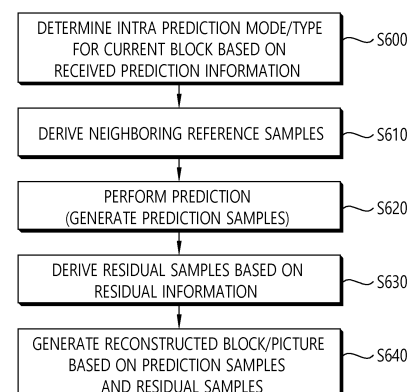 DETERMINE INTRA PREDICTION MODE/TYPE
FOR CURRENT BLOCK BASED ON
RECEIVED PREDICTION INFORMATION
S600
DERIVE NEIGHBORING REFERENCE SAMPLES
S610
PERFORM PREDICTION
(GENERATE PREDICTION SAMPLES)
S620
DERIVE RESIDUAL SAMPLES BASED ON
RESIDUAL INFORMATION
S630
GENERATE RECONSTRUCTED BLOCK/PICTURE
BASED ON PREDICTION SAMPLES
AND RESIDUAL SAMPLES
S640